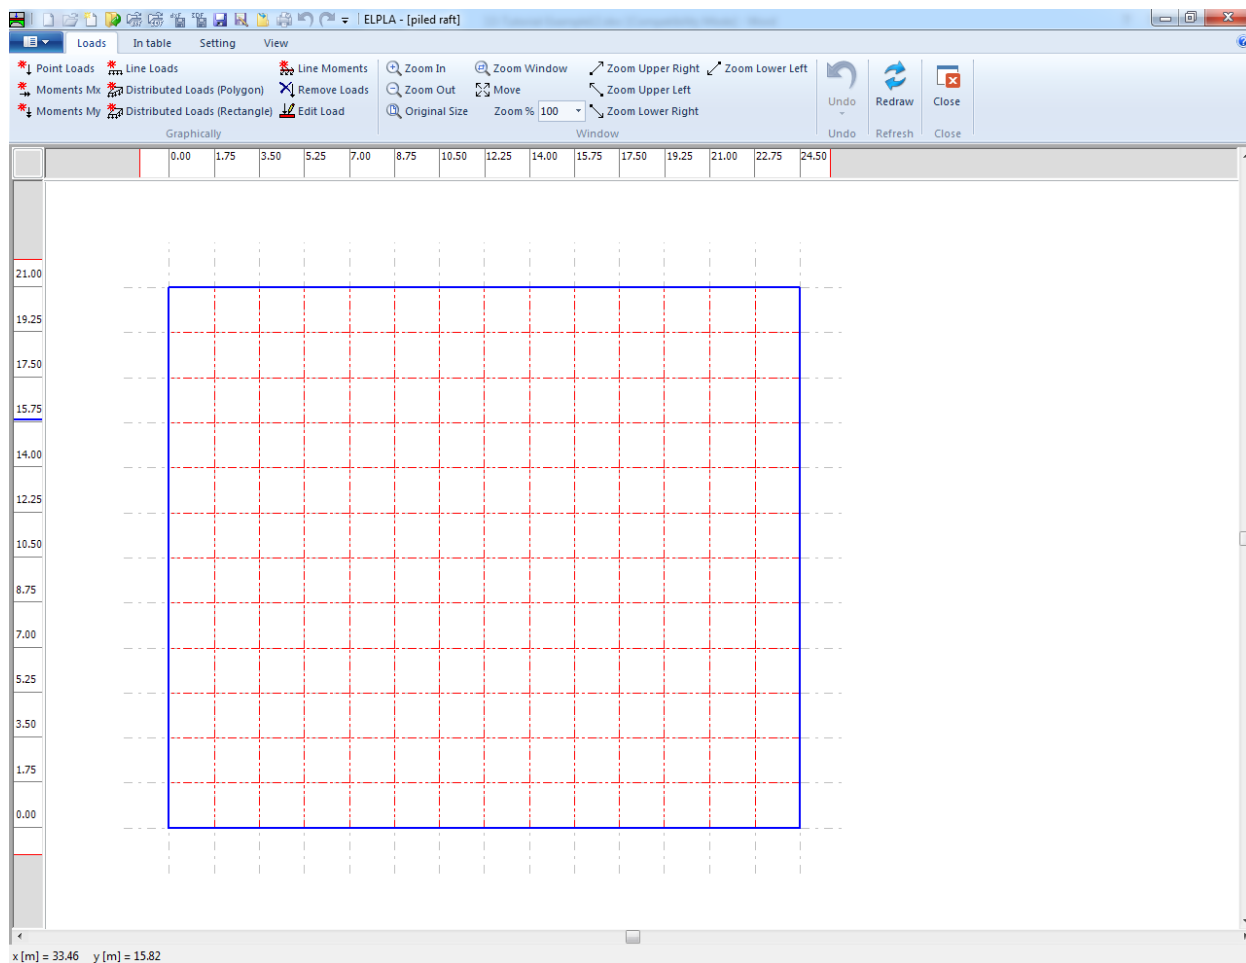 ELPLA - [piled raft]
Loads In table Setting View
Point Loads Line Loads Line Moments Zoom In Zoom Window Zoom Upper Right Zoom Lower Left
Moments Mx Distributed Loads (Polygon) Remove Loads Zoom Out Move Zoom Upper Left Undo Redraw Close
Moments My Distributed Loads (Rectangle) Edit Load Original Size Zoom % 100 Zoom Lower Right
Graphically Window Undo Refresh Close
0.00 1.75 3.50 5.25 7.00 8.75 10.50 12.25 14.00 15.75 17.50 19.25 21.00 22.75 24.50
21.00
19.25
17.50
15.75
14.00
12.25
10.50
8.75
7.00
5.25
3.50
1.75
0.00
x [m] = 33.46 y [m] = 15.82